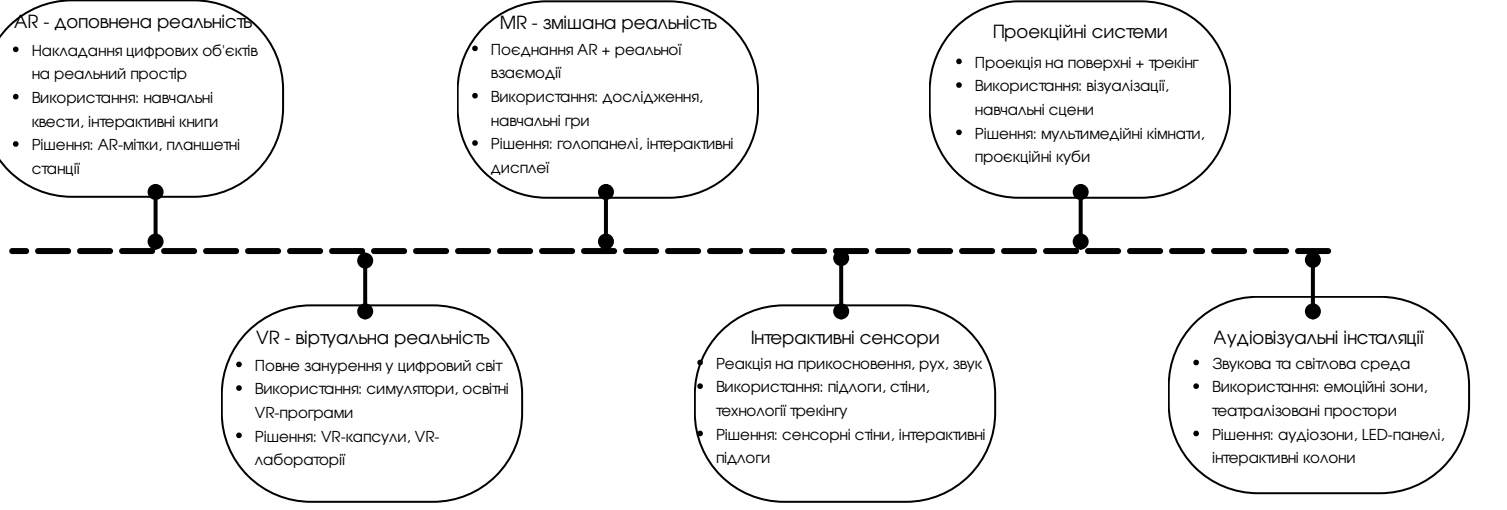 AR - доповнена реальність
• Накладання цифрових об'єктів
на реальний простір
• Використання: навчальні
квести, інтерактивні книги
• Рішення: AR-мітки, планшетні
станції
MR - змішана реальність
• Поєднання AR + реальної
взаємодії
• Використання: дослідження,
навчальні гри
• Рішення: голопанелі, інтерактивні
дисплеї
Проекційні системи
• Проекція на поверхні + трекінг
• Використання: візуалізації,
навчальні сцени
• Рішення: мультимедійні кімнати,
проєкційні куби
VR - віртуальна реальність
• Повне занурення у цифровий світ
• Використання: симулятори, освітні
VR-програми
• Рішення: VR-капсули, VR-
лабораторії
Інтерактивні сенсори
• Реакція на прикосновення, рух, звук
• Використання: підлоги, стіни,
технології трекінгу
• Рішення: сенсорні стіни, інтерактивні
підлоги
Аудіовізуальні інсталяції
• Звукова та світлова среда
• Використання: емоційні зони,
театралізовані простори
• Рішення: аудіозони, LED-панелі,
інтерактивні колони